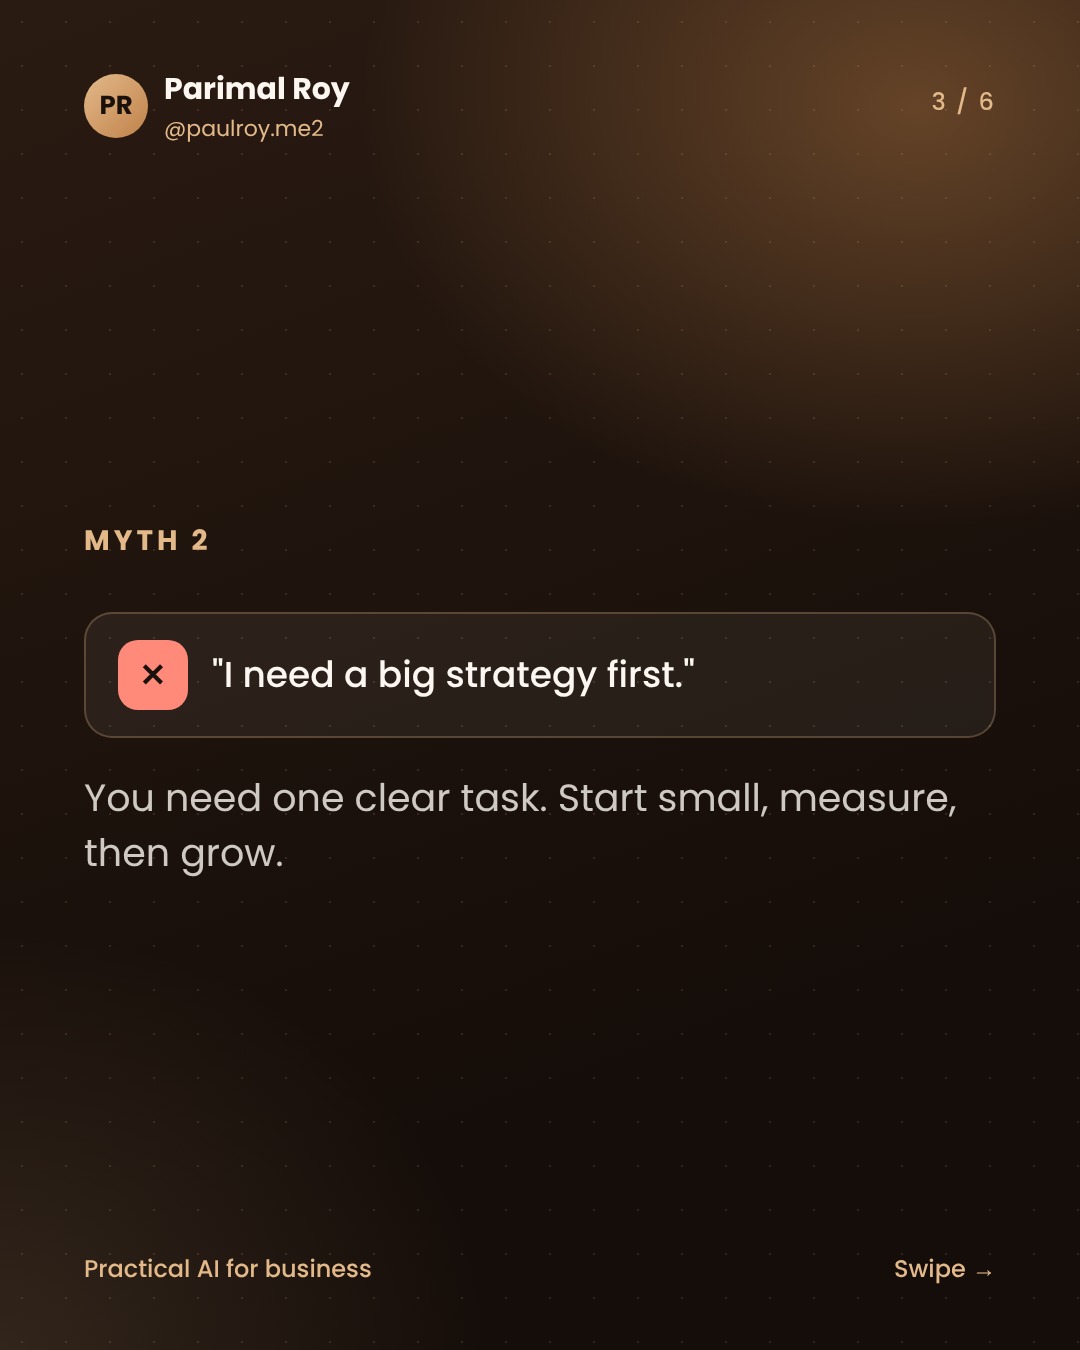 PR
Parimal Roy
@paulroy.me2
3 / 6
MYTH 2
✕ "I need a big strategy first."
You need one clear task. Start small, measure,
then grow.
Practical AI for business
Swipe →